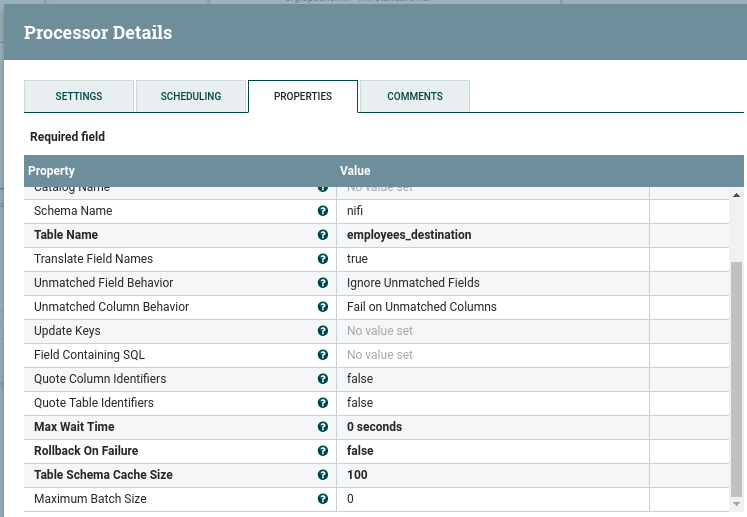 Processor Details
SETTINGS SCHEDULING PROPERTIES COMMENTS
Required field
Property Value
Catalog Name No value set
Schema Name nifi
Table Name employees_destination
Translate Field Names true
Unmatched Field Behavior Ignore Unmatched Fields
Unmatched Column Behavior Fail on Unmatched Columns
Update Keys No value set
Field Containing SQL No value set
Quote Column Identifiers false
Quote Table Identifiers false
Max Wait Time 0 seconds
Rollback On Failure false
Table Schema Cache Size 100
Maximum Batch Size 0